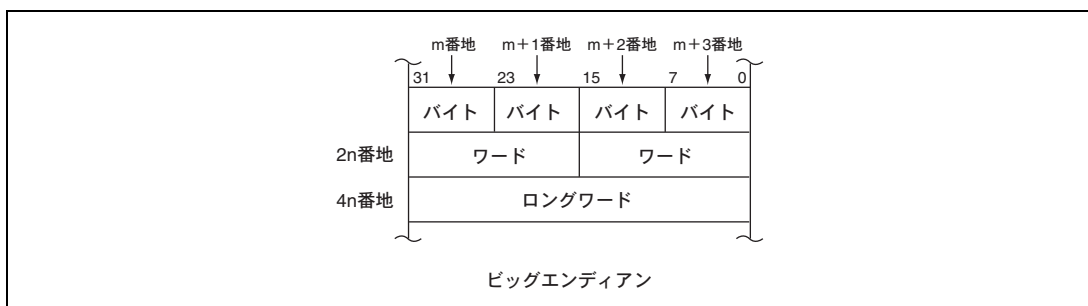 m番地 m+1番地 m+2番地 m+3番地
31 23 15 7 0
バイト バイト バイト バイト
2n番地 ワード ワード
4n番地 ロングワード
ビッグエンディアン